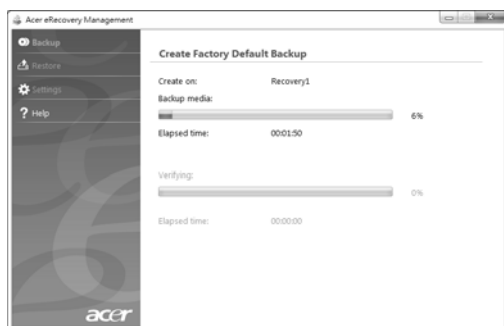 Acer eRecovery Management
Backup
Restore
Settings
? Help
Create Factory Default Backup
Create on: Recovery1
Backup media:
6%
Elapsed time: 00:01:50
Verifying:
0%
Elapsed time: 00:00:00
acer